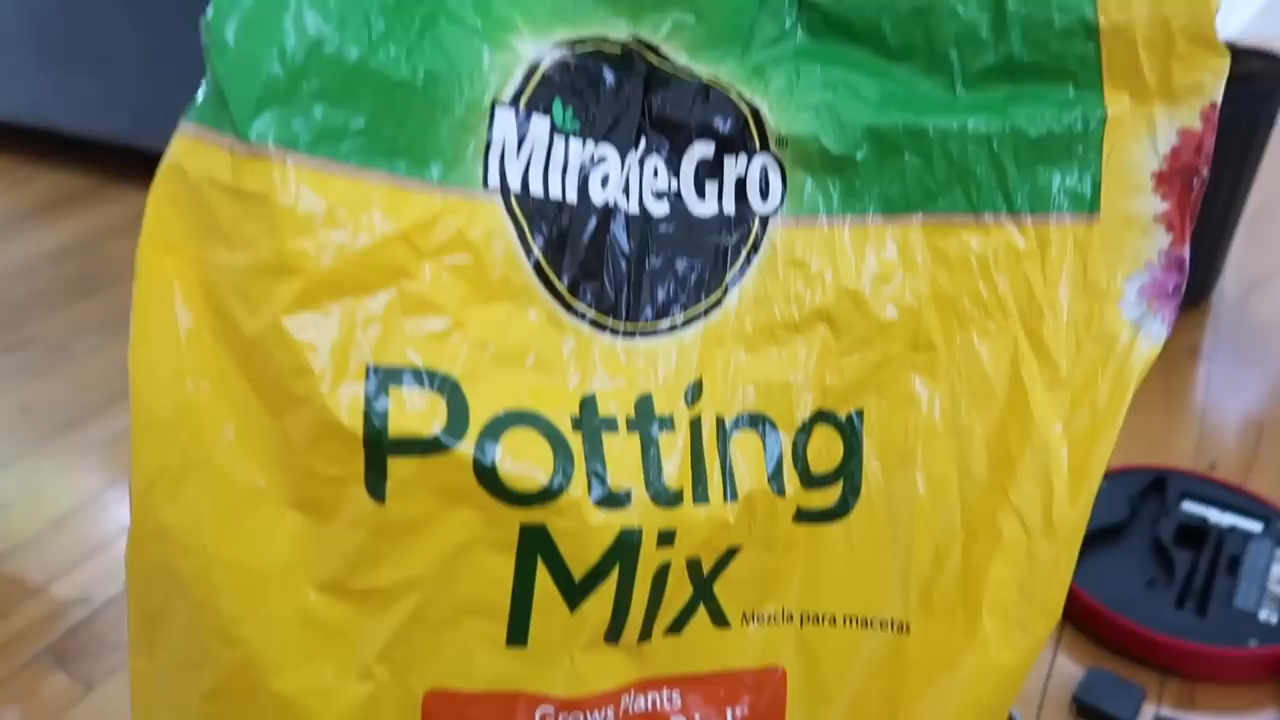 Miracle-Gro
Potting
Mix
Mezcla para macetas
Grows Plants